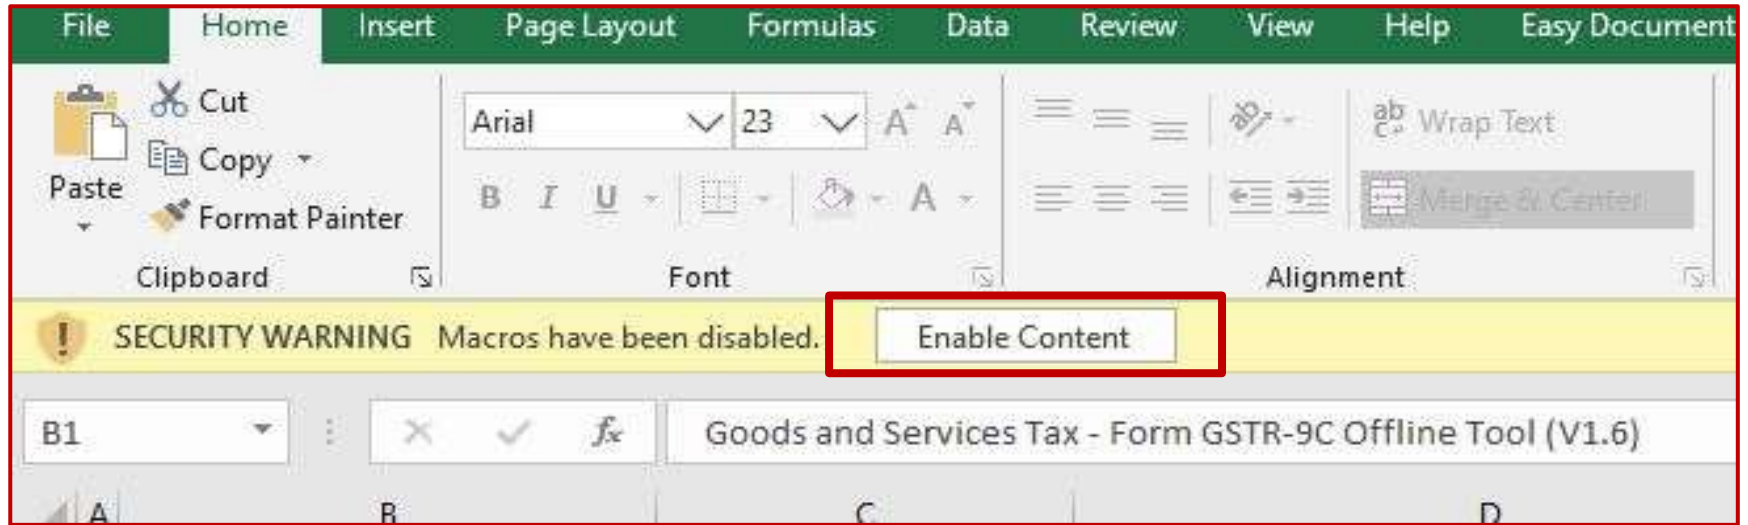 File Home Insert Page Layout Formulas Data Review View Help Easy Document
Cut
Arial 23 A A ab Wrap Text
Copy
Paste B I U A Merge & Center
Format Painter
Clipboard Font Alignment
SECURITY WARNING Macros have been disabled. Enable Content
B1 fx Goods and Services Tax - Form GSTR-9C Offline Tool (V1.6)
A B C D